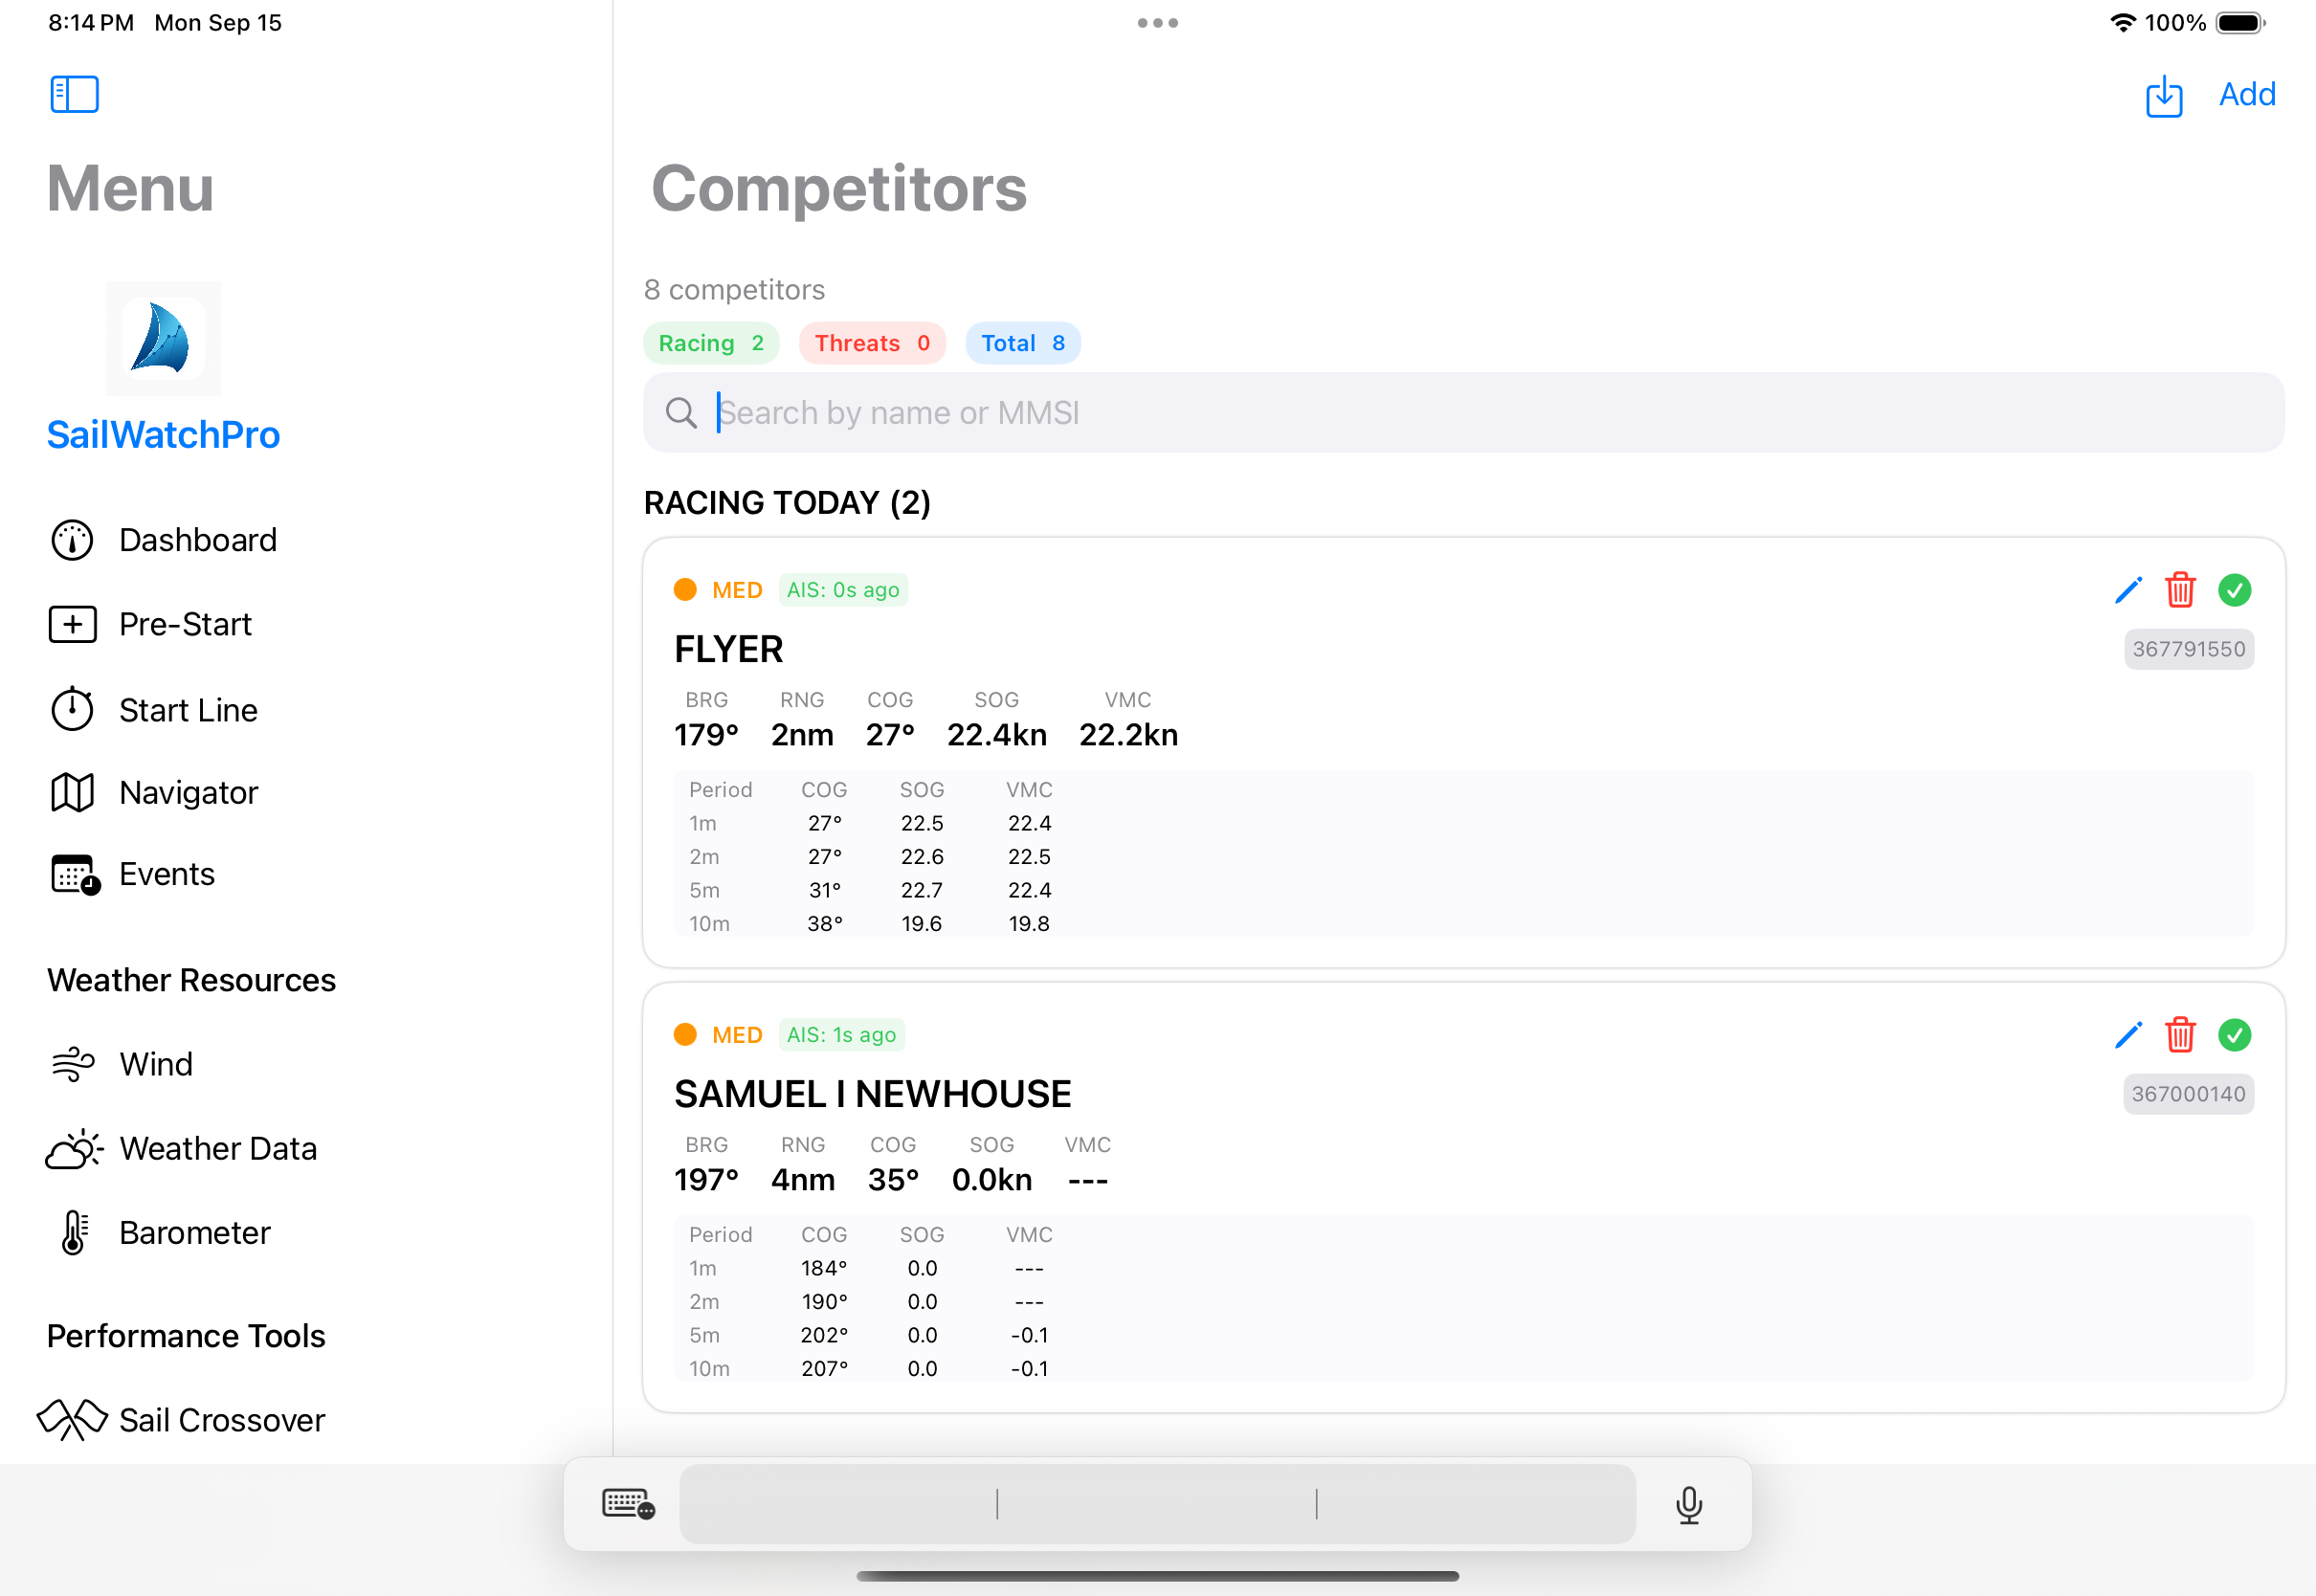 8:14 PM Mon Sep 15
100%
Add
Menu
Competitors
SailWatchPro
Dashboard
Pre-Start
Start Line
Navigator
Events
Weather Resources
Wind
Weather Data
Barometer
Performance Tools
Sail Crossover
8 competitors
Racing 2 Threats 0 Total 8
Search by name or MMSI
RACING TODAY (2)
MED AIS: 0s ago
FLYER 367791550
BRG RNG COG SOG VMC
179° 2nm 27° 22.4kn 22.2kn
Period COG SOG VMC
1m 27° 22.5 22.4
2m 27° 22.6 22.5
5m 31° 22.7 22.4
10m 38° 19.6 19.8
MED AIS: 1s ago
SAMUEL I NEWHOUSE 367000140
BRG RNG COG SOG VMC
197° 4nm 35° 0.0kn ---
Period COG SOG VMC
1m 184° 0.0 ---
2m 190° 0.0 ---
5m 202° 0.0 -0.1
10m 207° 0.0 -0.1